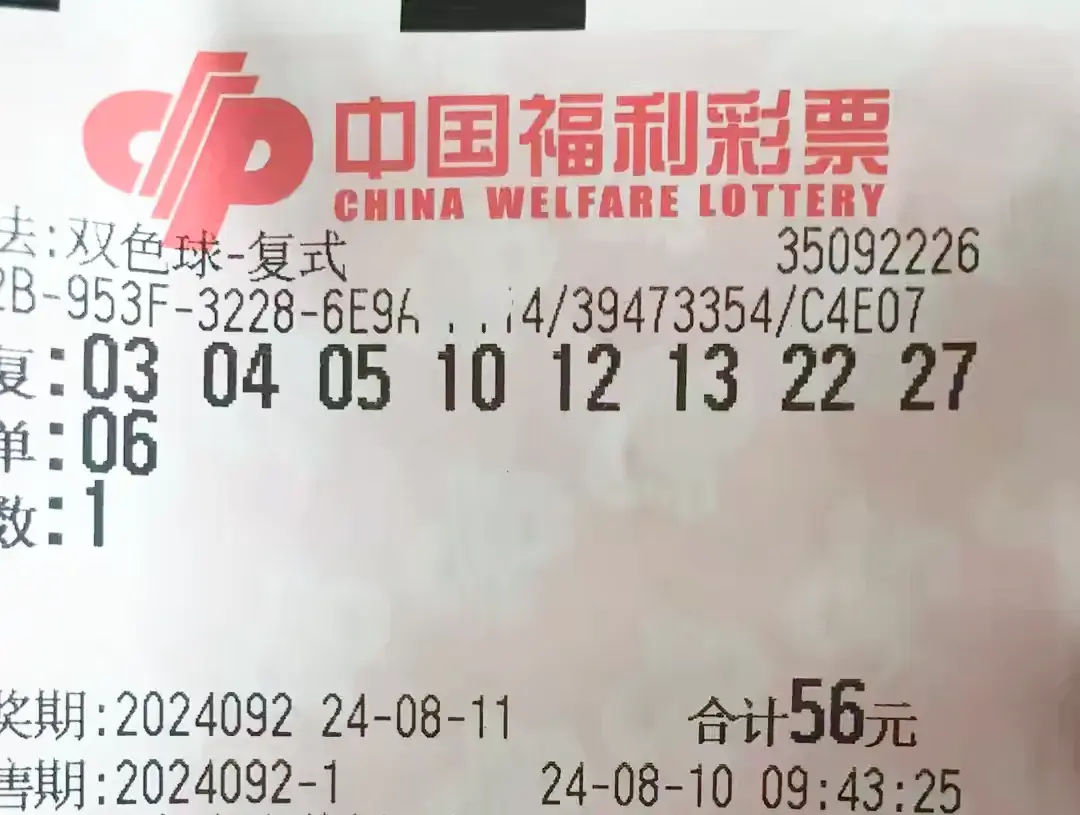 中国福利彩票
CHINA WELFARE LOTTERY
法:双色球-复式 35092226
2B-953F-3228-6E9A ...4/39473354/C4E07
复:03 04 05 10 12 13 22 27
单:06
数:1
奖期:2024092 24-08-11 合计56元
售期:2024092-1 24-08-10 09:43:25